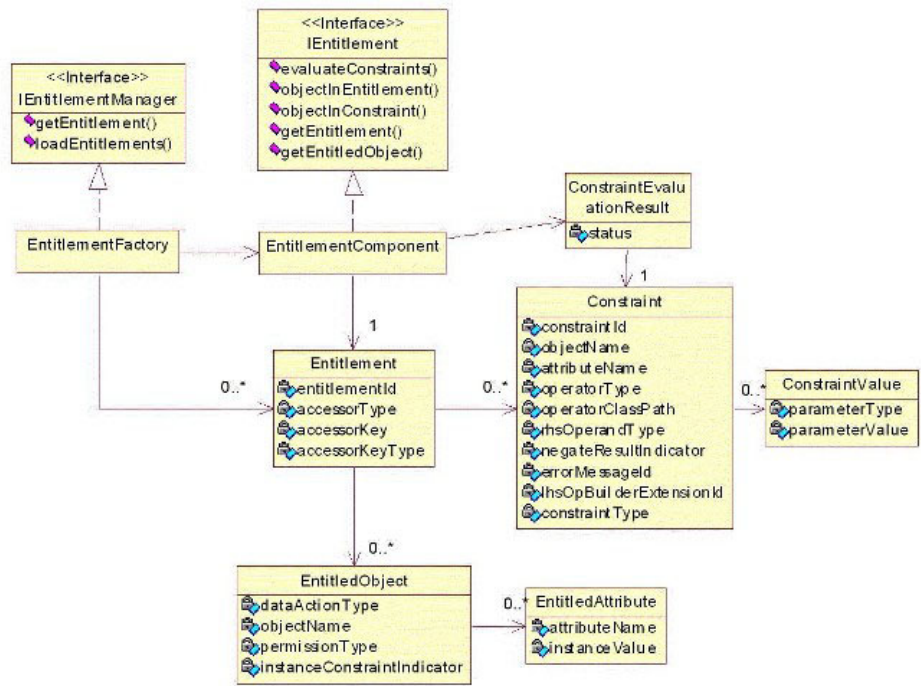 <<Interface>>
IEntitlement
evaluateConstraints()
objectInEntitlement()
objectInConstraint()
getEntitlement()
getEntitledObject()
<<Interface>>
IEntitlementManager
getEntitlement()
loadEntitlements()
ConstraintEvalu
ationResult
status
EntitlementFactory
EntitlementComponent
1
Constraint
constraintId
objectName
attributeName
operatorType
operatorClassPath
rhsOperandType
negateResultIndicator
errorMessageId
lhsOpBuilderExtensionId
constraintType
1
Entitlement
entitlementId
accessorType
accessorKey
accessorKeyType
0..*
0..*
0..*
ConstraintValue
parameterType
parameterValue
0..*
EntitledObject
dataActionType
objectName
permissionType
instanceConstraintIndicator
0..*
EntitledAttribute
attributeName
instanceValue